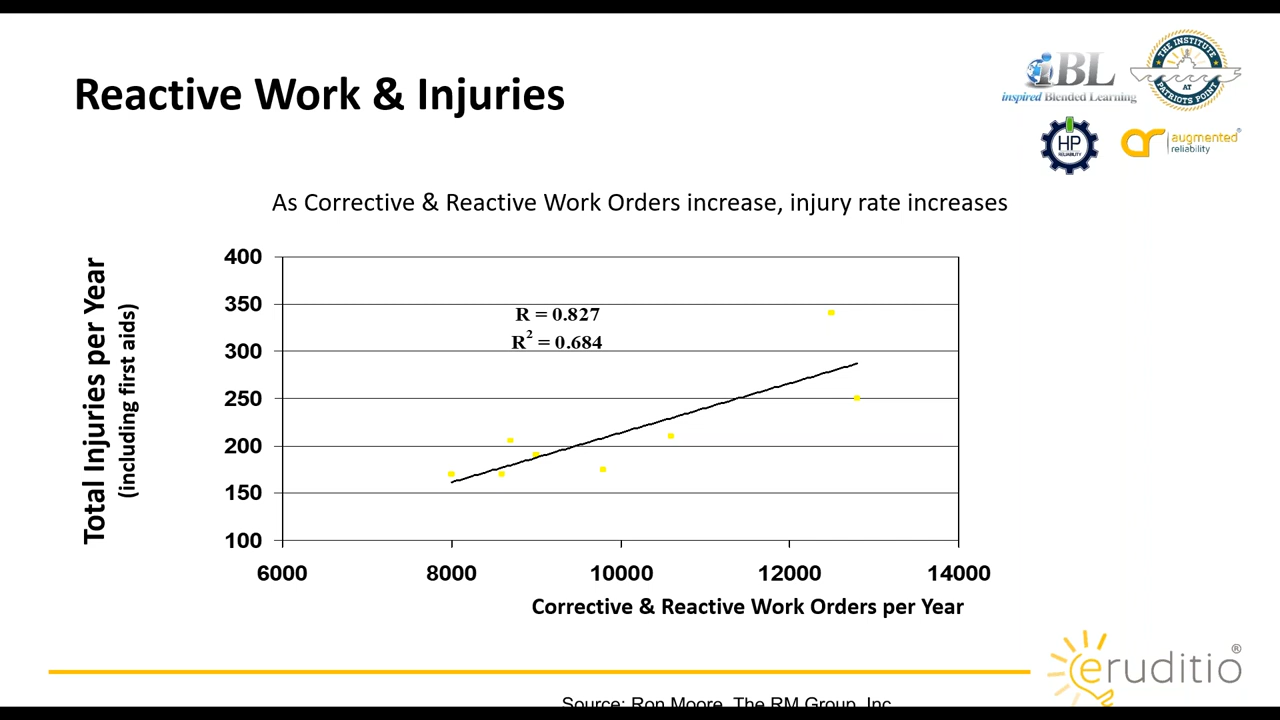 Reactive Work & Injuries
iBL
inspired Blended Learning
THE INSTITUTE
AT
PATRIOTS POINT
HP
RELIABILITY
ar augmented®
reliability
As Corrective & Reactive Work Orders increase, injury rate increases
Total Injuries per Year
(including first aids)
400
350
300
250
200
150
100
R = 0.827
R² = 0.684
6000 8000 10000 12000 14000
Corrective & Reactive Work Orders per Year
eruditio®
Source: Ron Moore, The RM Group, Inc